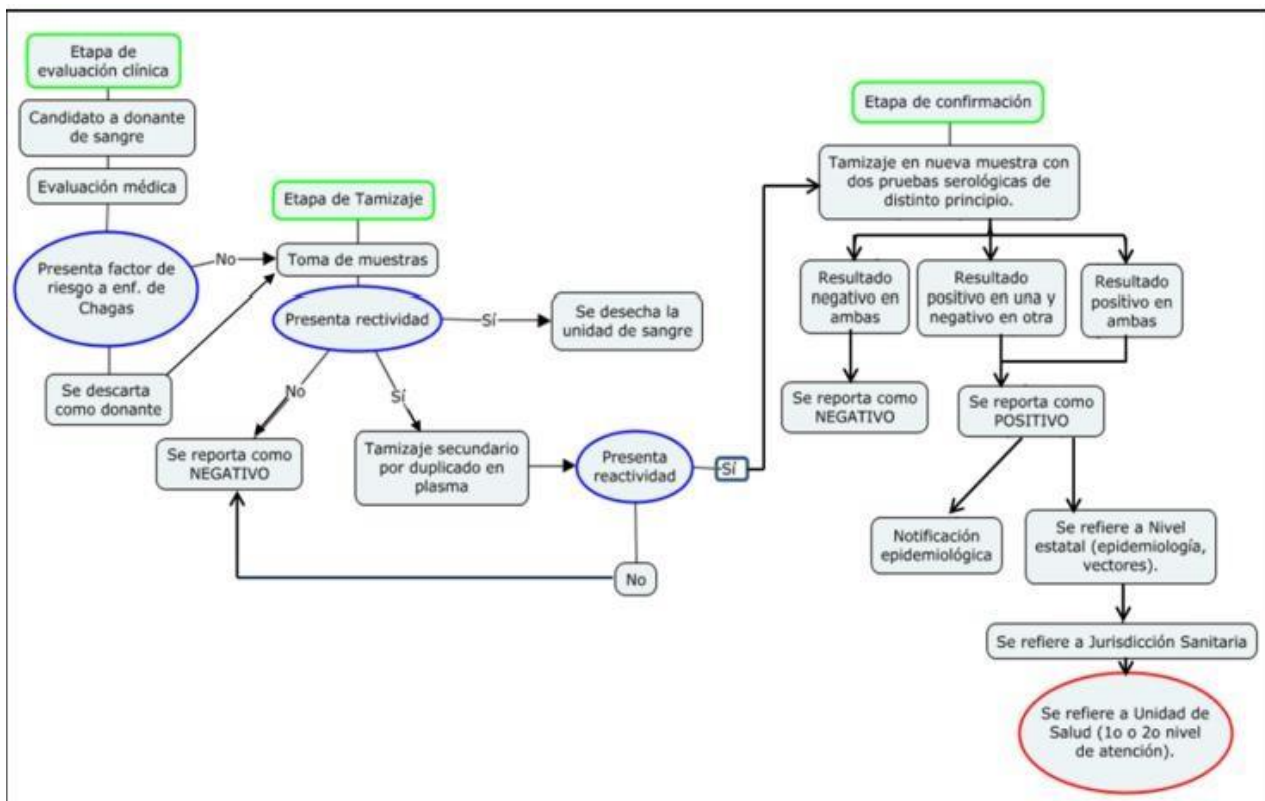 Etapa de
evaluación clínica
Candidato a donante
de sangre
Evaluación médica
Presenta factor de
riesgo a enf. de
Chagas
No
Se descarta
como donante
Etapa de Tamizaje
Toma de muestras
Presenta rectividad
Sí
Se desecha la
unidad de sangre
No
Sí
Se reporta como
NEGATIVO
Tamizaje secundario
por duplicado en
plasma
Presenta
reactividad
Sí
No
Etapa de confirmación
Tamizaje en nueva muestra con
dos pruebas serológicas de
distinto principio.
Resultado
negativo en
ambas
Resultado
positivo en una y
negativo en otra
Resultado
positivo en
ambas
Se reporta como
NEGATIVO
Se reporta como
POSITIVO
Notificación
epidemiológica
Se refiere a Nivel
estatal (epidemiología,
vectores).
Se refiere a Jurisdicción Sanitaria
Se refiere a Unidad de
Salud (1o o 2o nivel
de atención).